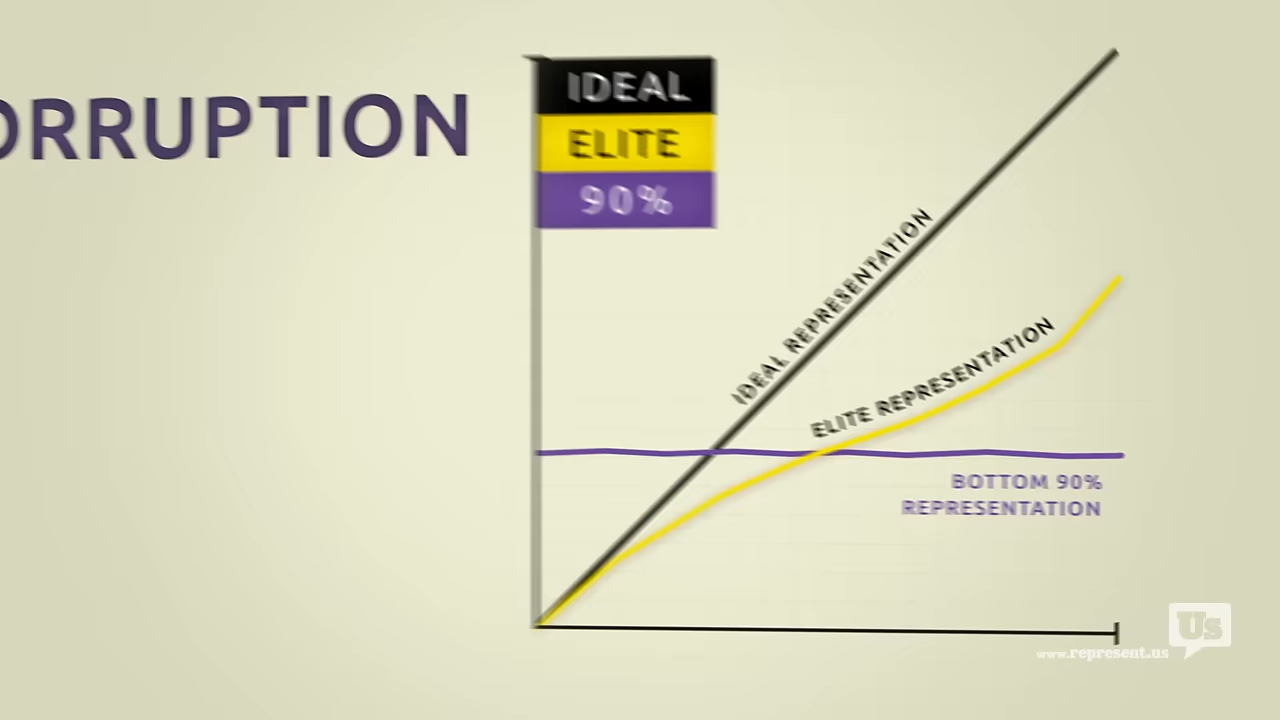 ORRUPTION
IDEAL
ELITE
90%
IDEAL REPRESENTATION
ELITE REPRESENTATION
BOTTOM 90%
REPRESENTATION
Us
www.represent.us